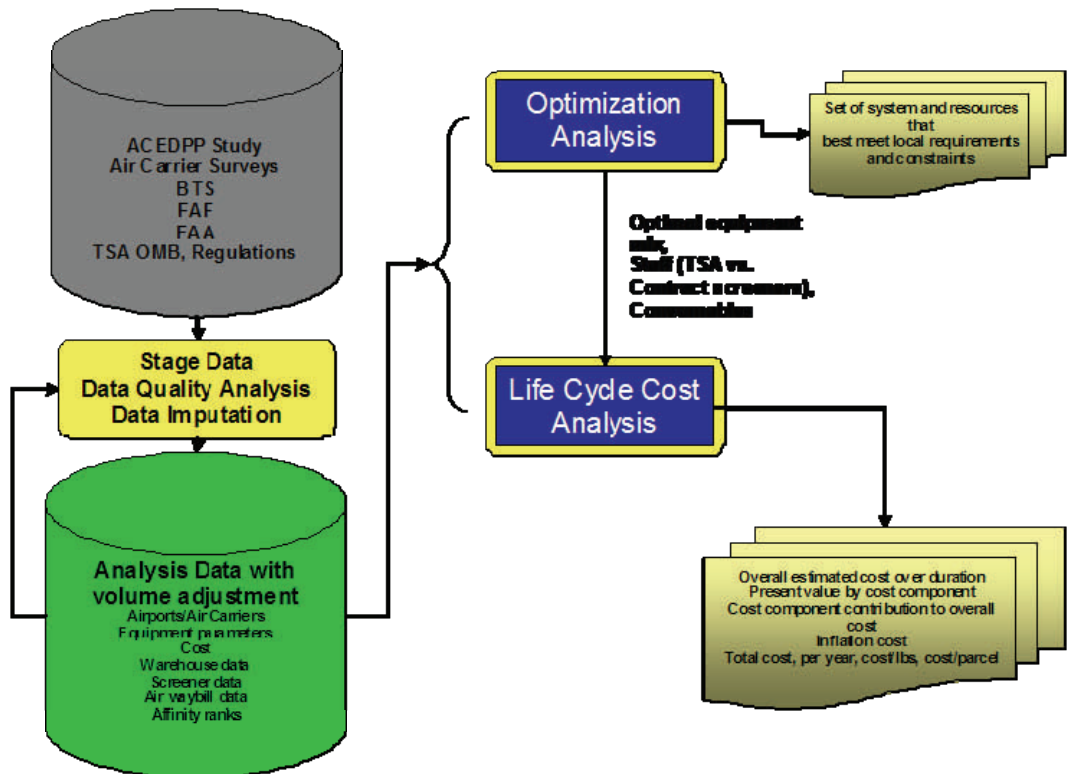 ACEDPP Study
Air Carrier Surveys
BTS
FAF
FAA
TSA OMB, Regulations
Stage Data
Data Quality Analysis
Data Imputation
Analysis Data with
volume adjustment
Airports/Air Carriers
Equipment parameters
Cost
Warehouse data
Screener data
Air waybill data
Affinity ranks
Optimization
Analysis
Set of system and resources
that
best meet local requirements
and constraints
Optimal equipment
mix,
Staff (TSA vs.
Contract screeners),
Consumables
Life Cycle Cost
Analysis
Overall estimated cost over duration
Present value by cost component
Cost component contribution to overall
cost
Inflation cost
Total cost, per year, cost/lbs, cost/parcel